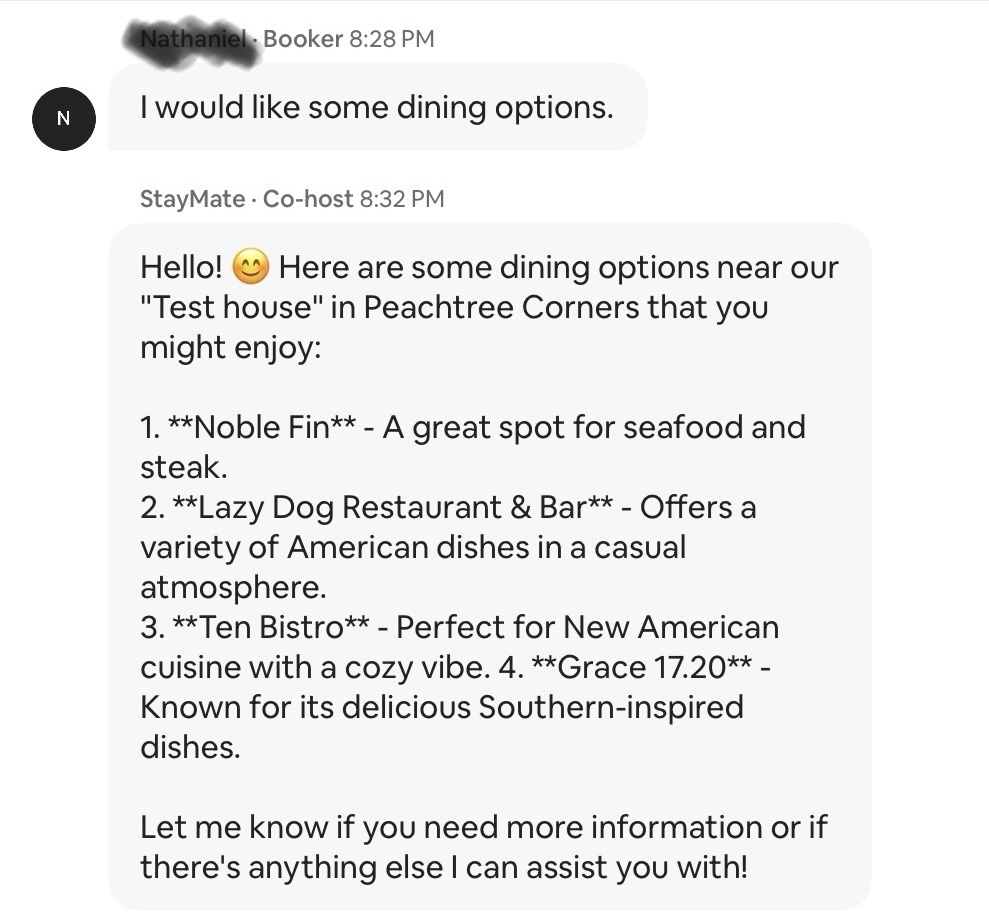 Nathaniel · Booker 8:28 PM
I would like some dining options.
N
StayMate · Co-host 8:32 PM
Hello! 😊 Here are some dining options near our
"Test house" in Peachtree Corners that you
might enjoy:
1. **Noble Fin** - A great spot for seafood and
steak.
2. **Lazy Dog Restaurant & Bar** - Offers a
variety of American dishes in a casual
atmosphere.
3. **Ten Bistro** - Perfect for New American
cuisine with a cozy vibe. 4. **Grace 17.20** -
Known for its delicious Southern-inspired
dishes.
Let me know if you need more information or if
there's anything else I can assist you with!